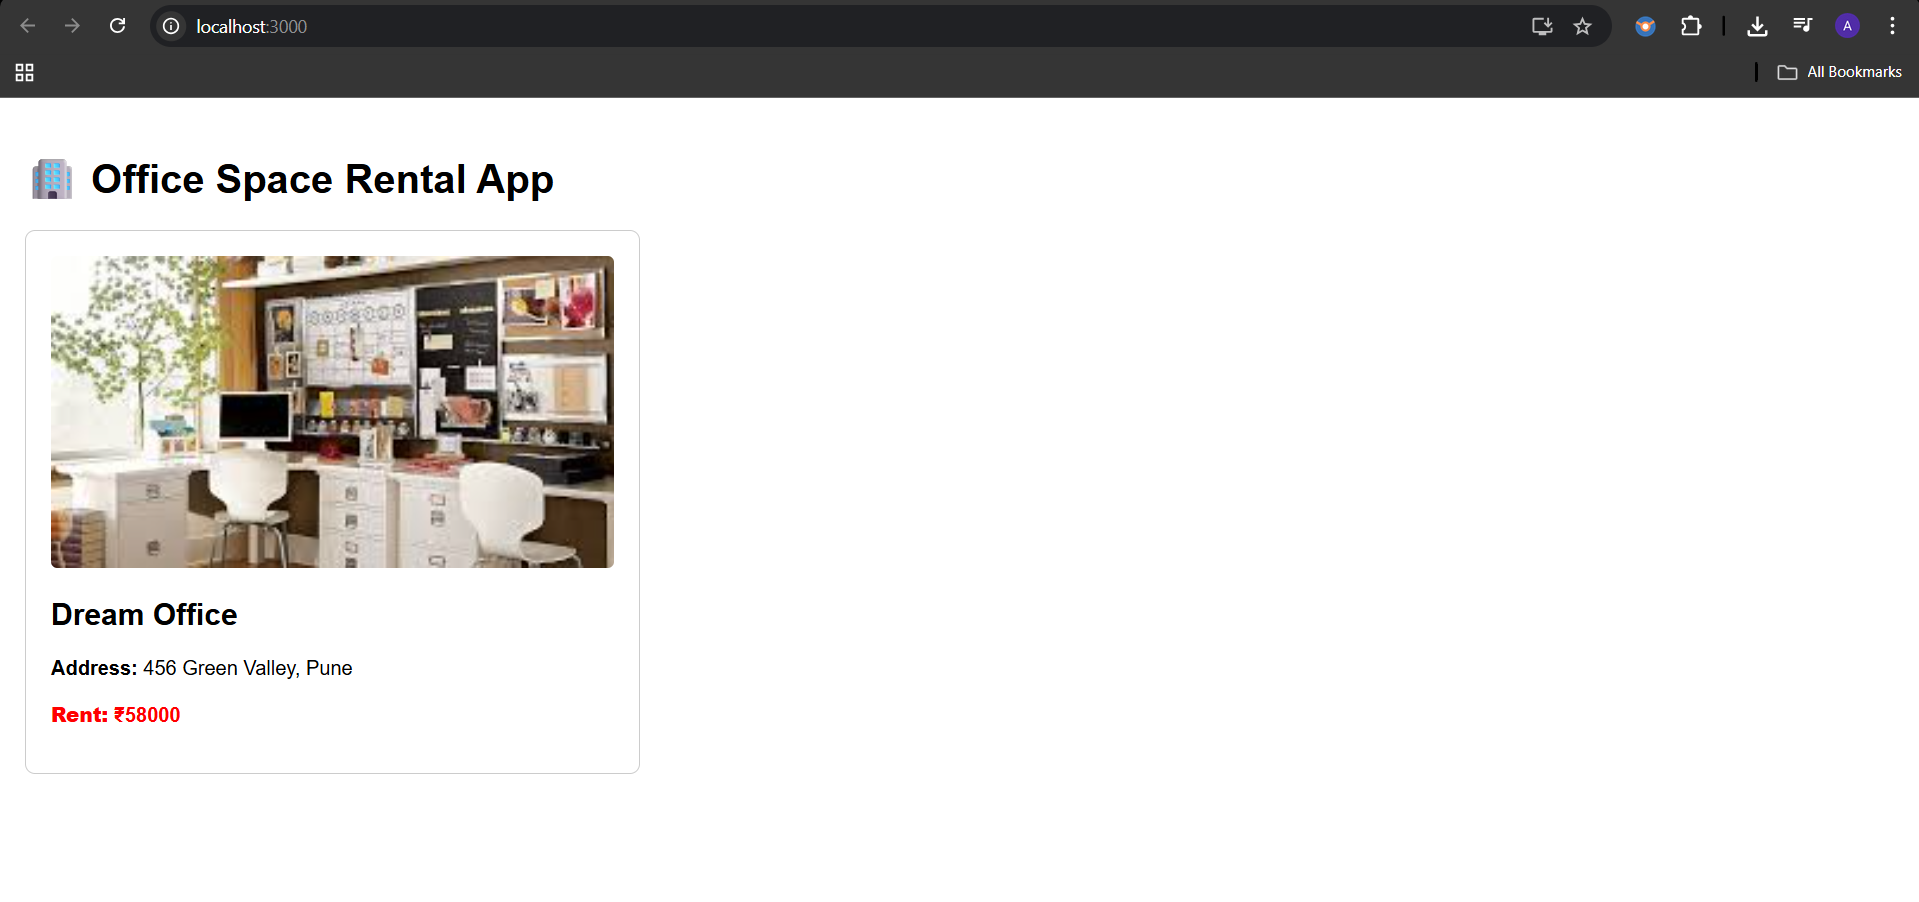 localhost:3000
A
All Bookmarks
🏢 Office Space Rental App
Dream Office
Address: 456 Green Valley, Pune
Rent: ₹58000